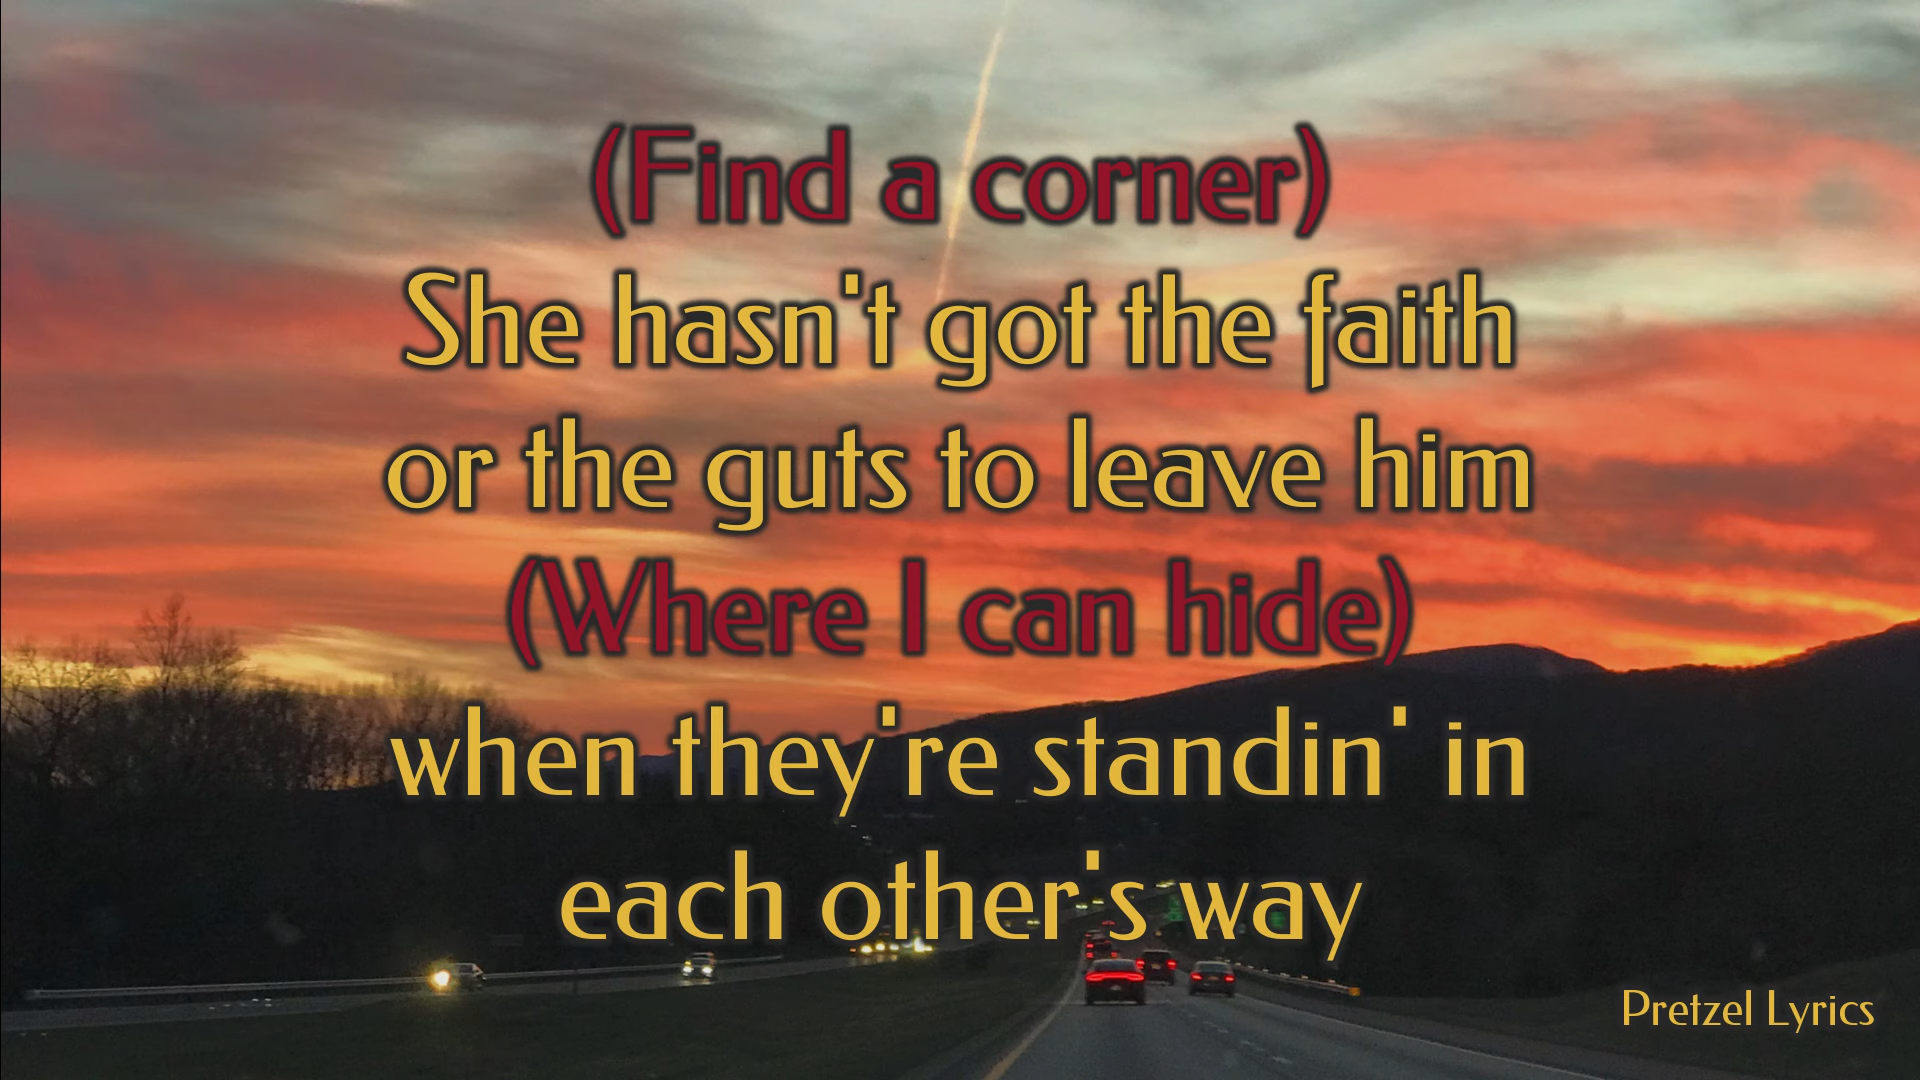 (Find a corner)
She hasn't got the faith
or the guts to leave him
(Where I can hide)
when they're standin' in
each other's way
Pretzel Lyrics